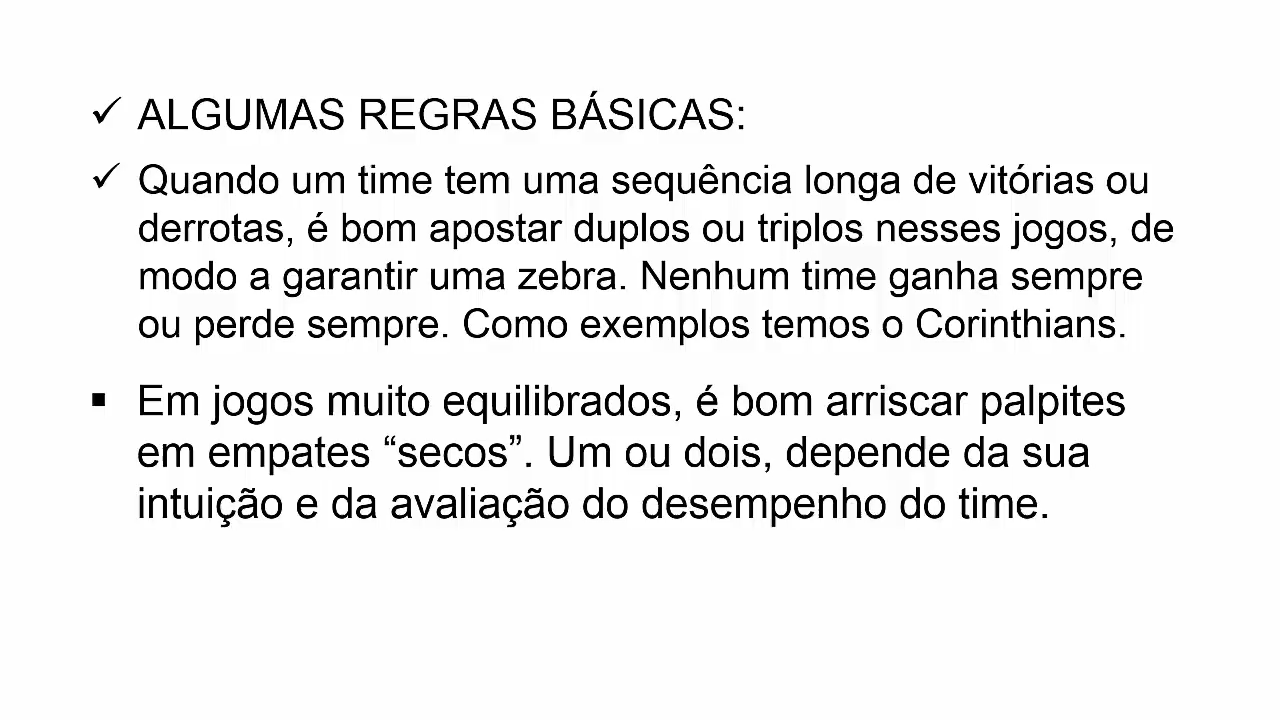 ALGUMAS REGRAS BÁSICAS:
Quando um time tem uma sequência longa de vitórias ou
derrotas, é bom apostar duplos ou triplos nesses jogos, de
modo a garantir uma zebra. Nenhum time ganha sempre
ou perde sempre. Como exemplos temos o Corinthians.
Em jogos muito equilibrados, é bom arriscar palpites
em empates “secos”. Um ou dois, depende da sua
intuição e da avaliação do desempenho do time.